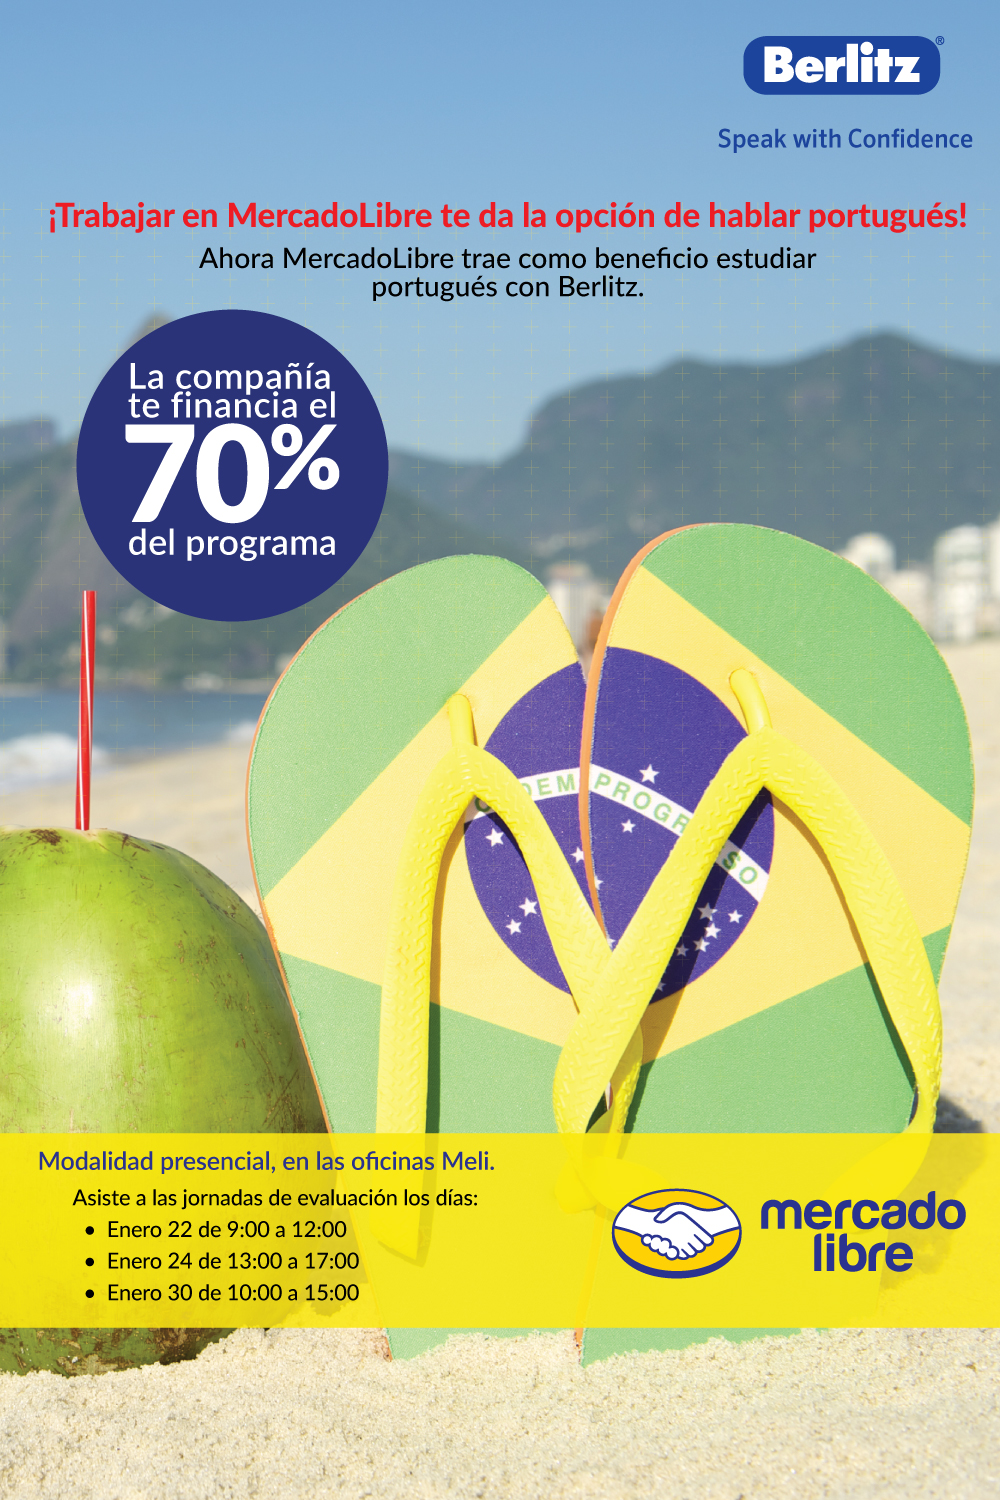 Berlitz®
Speak with Confidence
¡Trabajar en MercadoLibre te da la opción de hablar portugués!
Ahora MercadoLibre trae como beneficio estudiar
portugués con Berlitz.
La compañía
te financia el
70%
del programa
DEM PROGR SO
Modalidad presencial, en las oficinas Meli.
Asiste a las jornadas de evaluación los días:
• Enero 22 de 9:00 a 12:00
• Enero 24 de 13:00 a 17:00
• Enero 30 de 10:00 a 15:00
mercado
libre